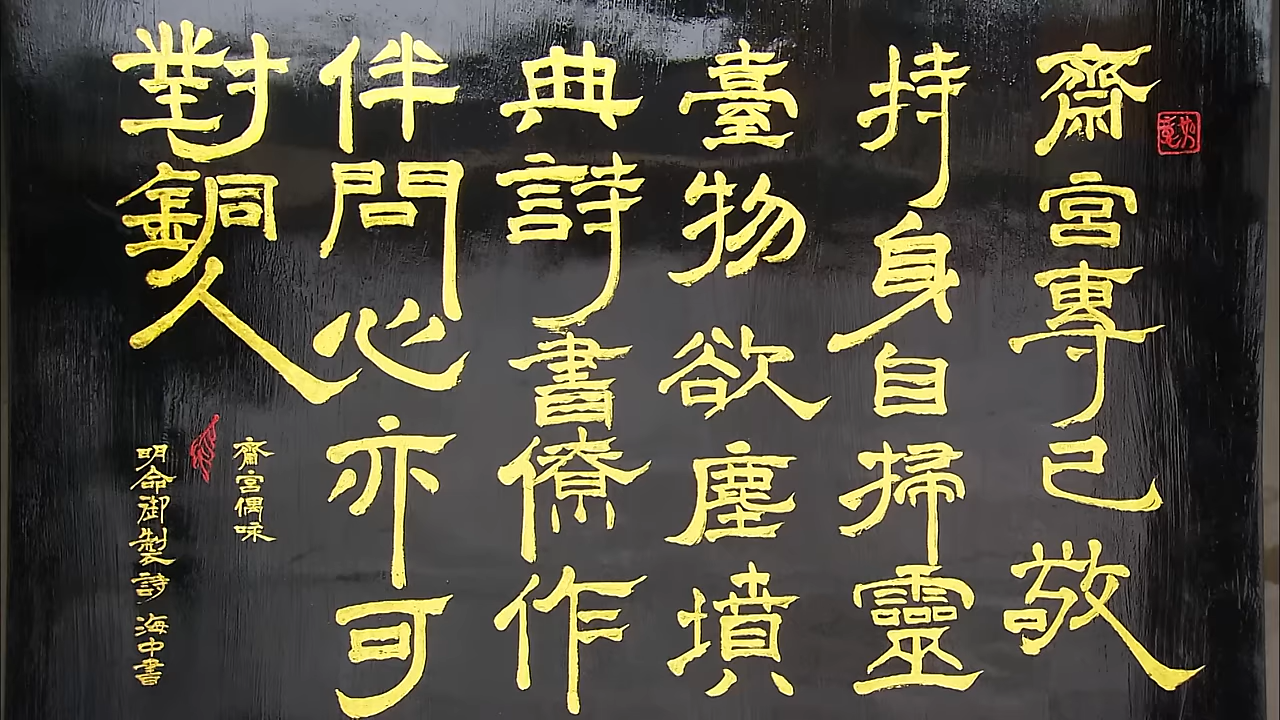 齋宮專己敬
持身自掃靈
臺物欲塵墳
典詩書僚作
伴問心亦可
對銅人
齋宮偶咏
明命御製詩 海中書